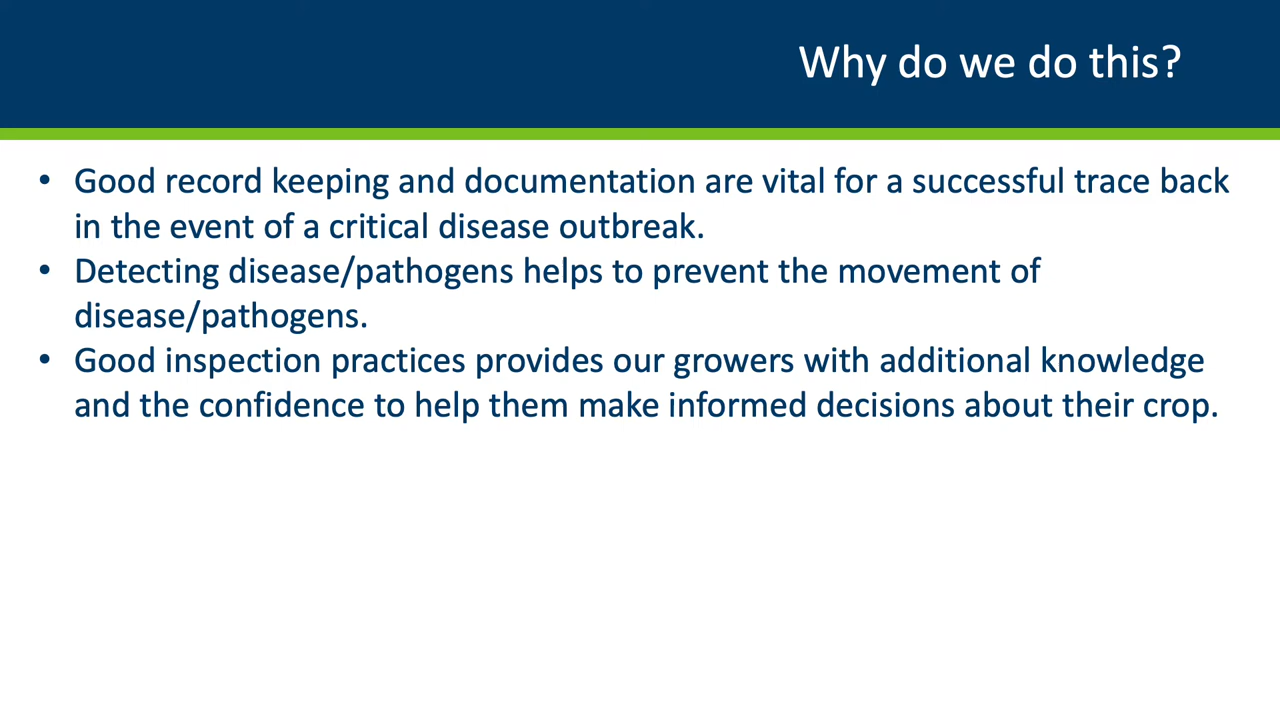 Why do we do this?
• Good record keeping and documentation are vital for a successful trace back
in the event of a critical disease outbreak.
• Detecting disease/pathogens helps to prevent the movement of
disease/pathogens.
• Good inspection practices provides our growers with additional knowledge
and the confidence to help them make informed decisions about their crop.